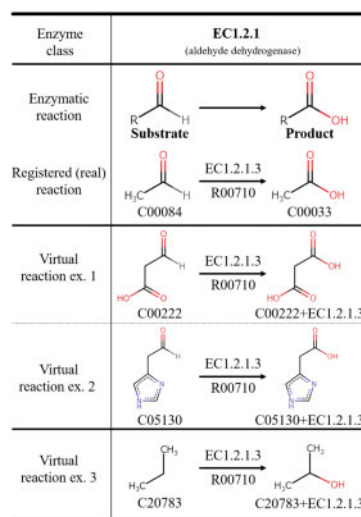 Enzyme class
EC1.2.1
(aldehyde dehydrogenase)
Enzymatic reaction
O
R
H
Substrate
O
R
OH
Product
Registered (real) reaction
O
H₃C
H
C00084
EC1.2.1.3
R00710
O
H₃C
OH
C00033
Virtual reaction ex. 1
O
H
HO
O
C00222
EC1.2.1.3
R00710
O
OH
HO
O
C00222+EC1.2.1.3
Virtual reaction ex. 2
O
H
N
NH
C05130
EC1.2.1.3
R00710
O
OH
N
NH
C05130+EC1.2.1.3
Virtual reaction ex. 3
CH₃
H₃C
C20783
EC1.2.1.3
R00710
CH₃
H₃C
OH
C20783+EC1.2.1.3